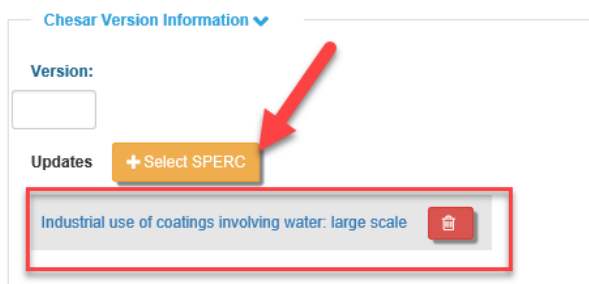 Chesar Version Information
Version:
Updates + Select SPERC
Industrial use of coatings involving water: large scale